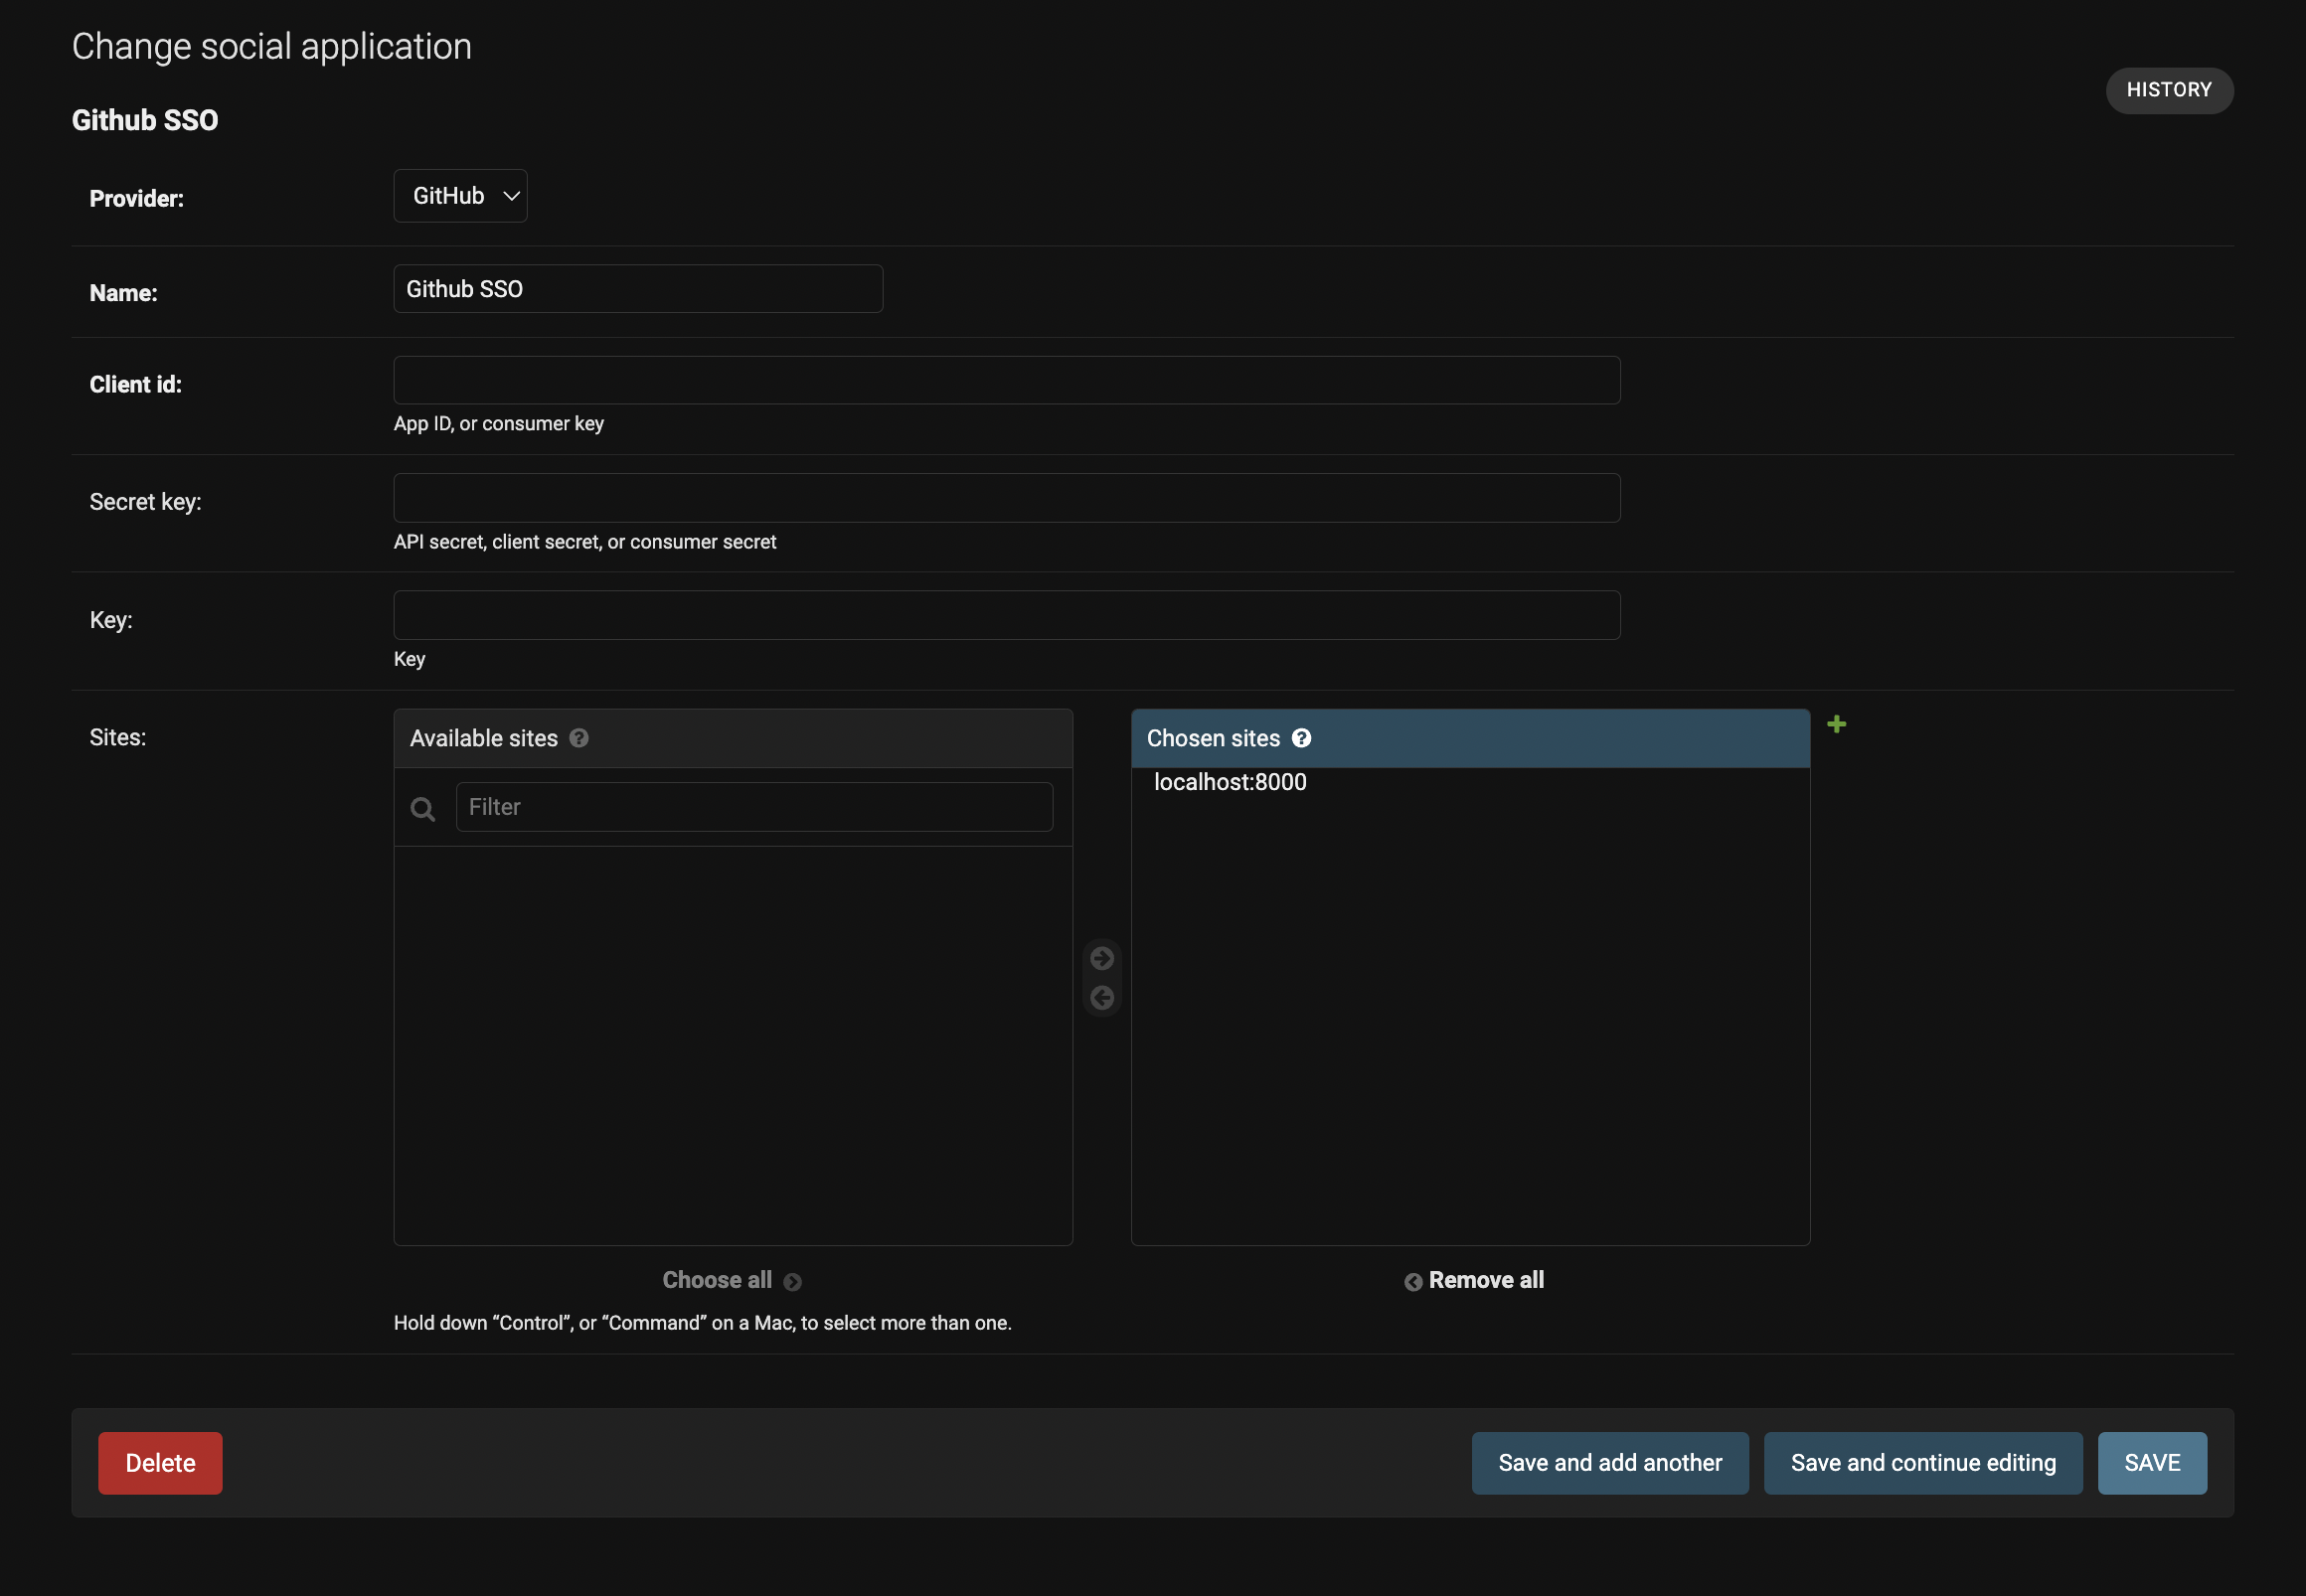 Change social application
HISTORY
Github SSO
Provider:
GitHub
Name:
Github SSO
Client id:
App ID, or consumer key
Secret key:
API secret, client secret, or consumer secret
Key:
Key
Sites:
Available sites ?
Chosen sites ?
Filter
localhost:8000
Choose all
Remove all
Hold down “Control”, or “Command” on a Mac, to select more than one.
Delete
Save and add another
Save and continue editing
SAVE